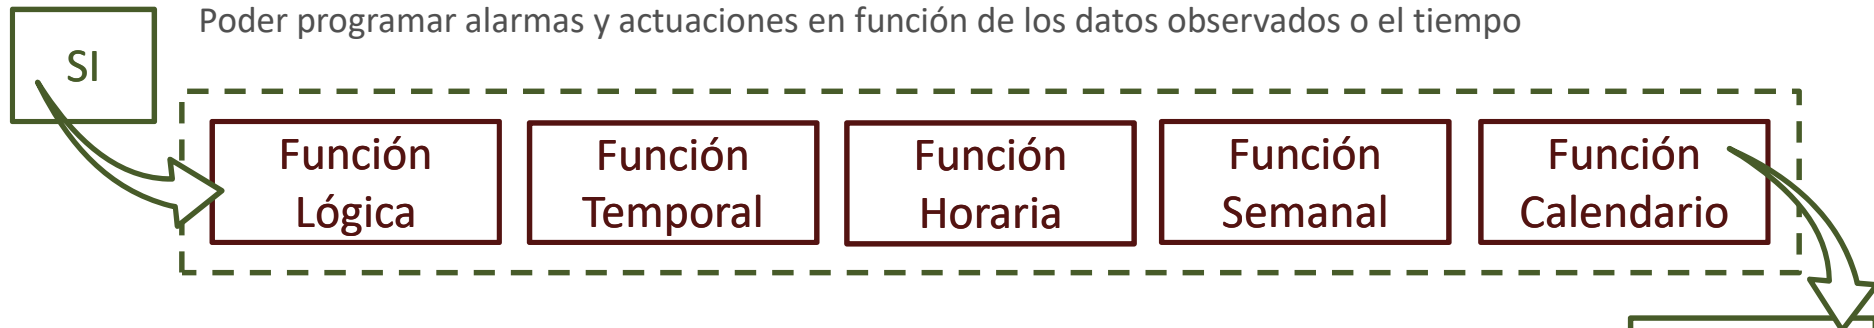 Poder programar alarmas y actuaciones en función de los datos observados o el tiempo
SI
Función
Lógica
Función
Temporal
Función
Horaria
Función
Semanal
Función
Calendario